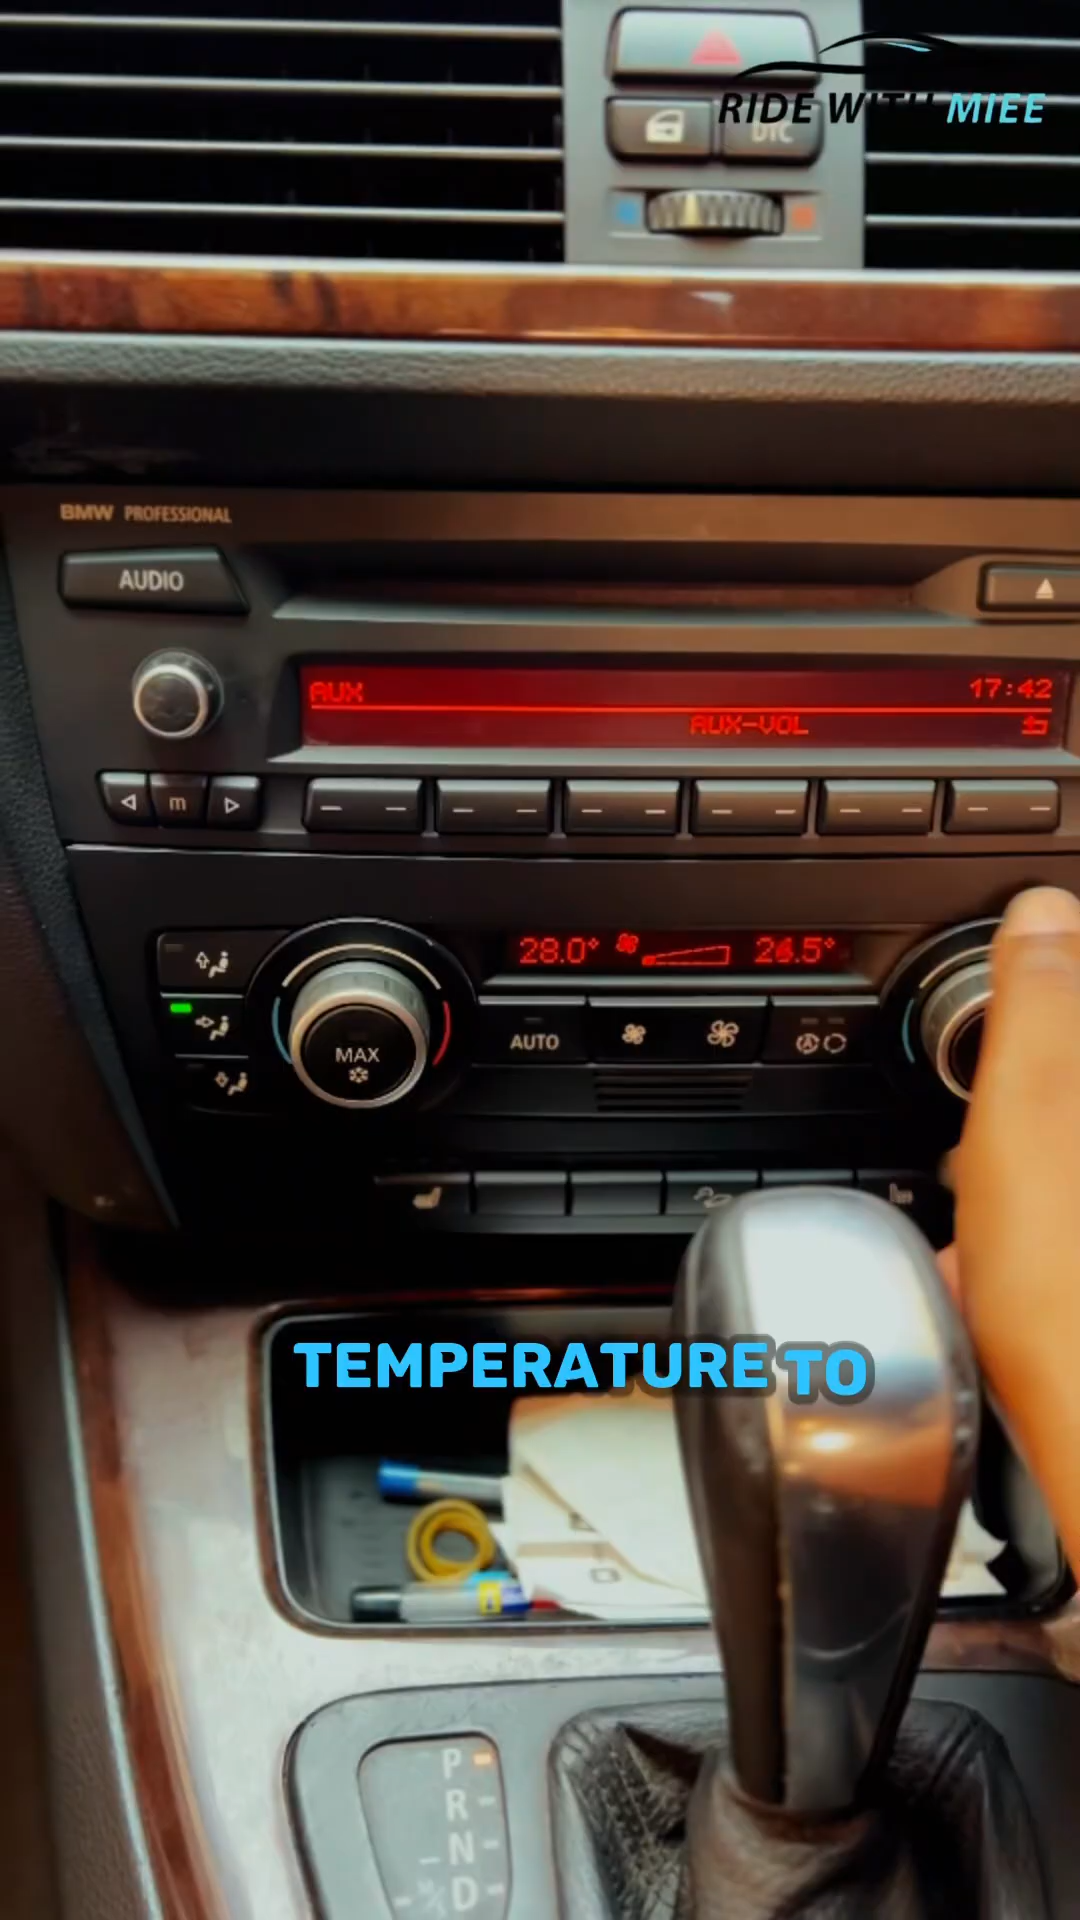 RIDE WITH MIEE
DTC
BMW PROFESSIONAL
AUDIO
AUX 17:42
AUX-VOL
m
28.0° 24.5°
MAX
AUTO
A
TEMPERATURE TO
P
R
N
D